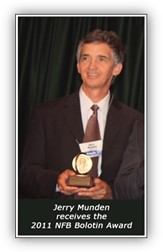 Jerry Munden
receives the
2011 NFB Bolotin Award